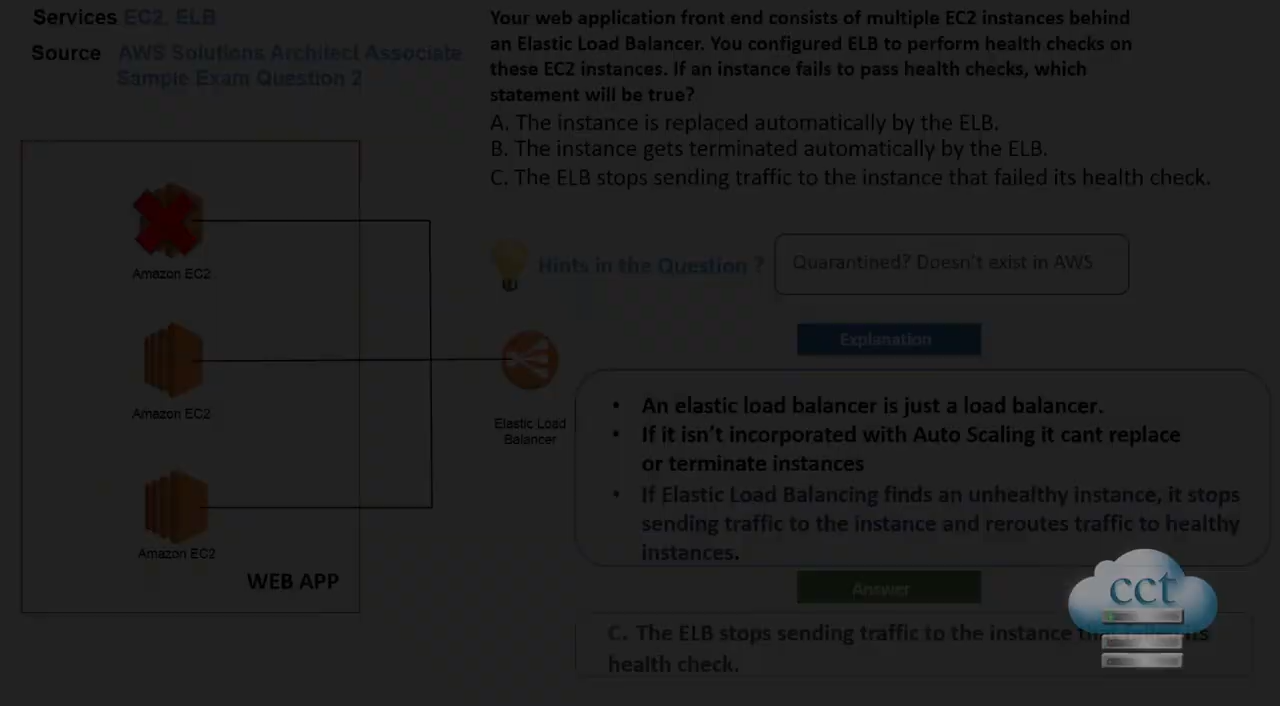 Services EC2, ELB
Source AWS Solutions Architect Associate
Sample Exam Question 2
Your web application front end consists of multiple EC2 instances behind
an Elastic Load Balancer. You configured ELB to perform health checks on
these EC2 instances. If an instance fails to pass health checks, which
statement will be true?
A. The instance is replaced automatically by the ELB.
B. The instance gets terminated automatically by the ELB.
C. The ELB stops sending traffic to the instance that failed its health check.
Amazon EC2
Hints in the Question ?
Quarantined? Doesn't exist in AWS
Explanation
Amazon EC2
Elastic Load
Balancer
• An elastic load balancer is just a load balancer.
• If it isn't incorporated with Auto Scaling it cant replace
or terminate instances
• If Elastic Load Balancing finds an unhealthy instance, it stops
sending traffic to the instance and reroutes traffic to healthy
instances.
Amazon EC2
WEB APP
Answer
cct
C. The ELB stops sending traffic to the instance
health check.